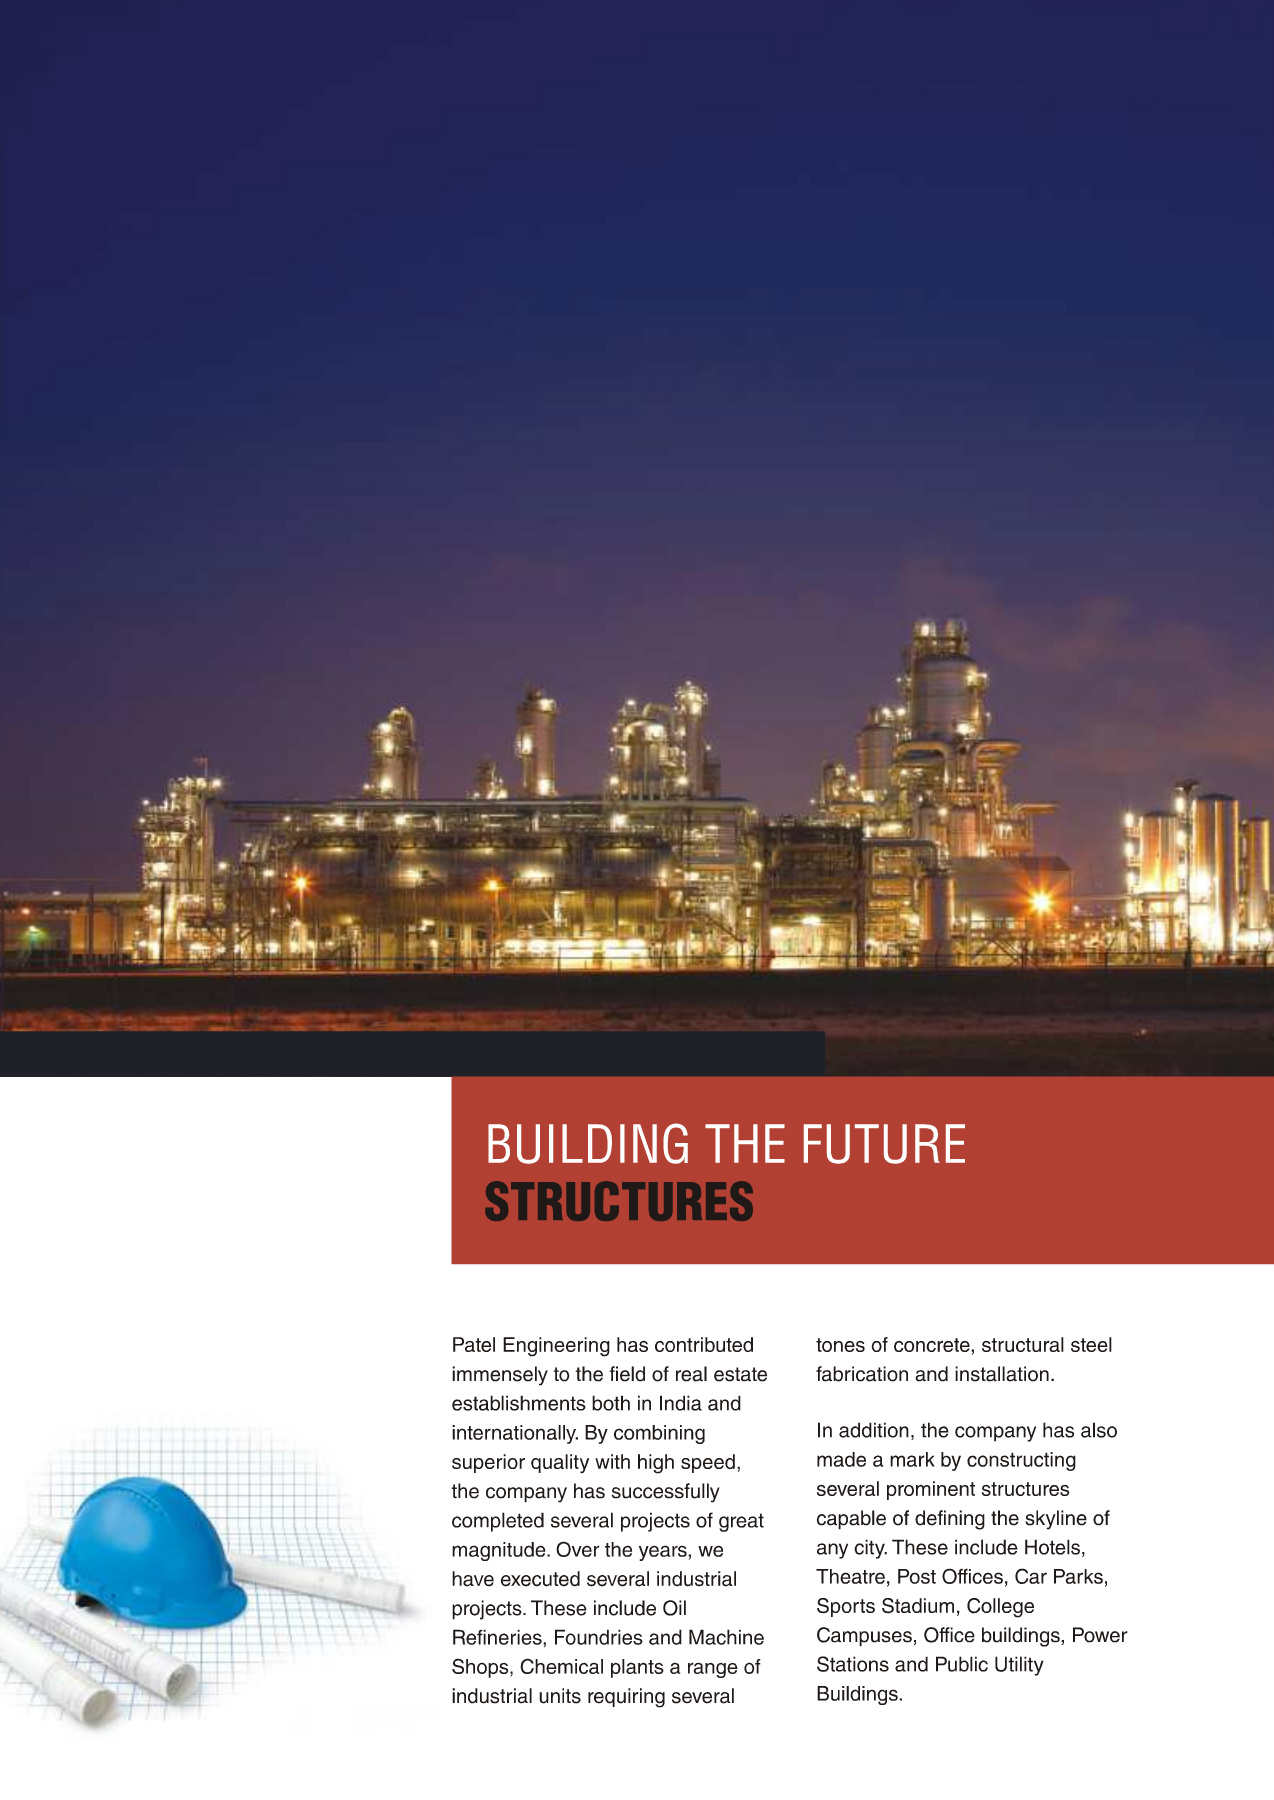 BUILDING THE FUTURE
STRUCTURES
Patel Engineering has contributed
immensely to the field of real estate
establishments both in India and
internationally. By combining
superior quality with high speed,
the company has successfully
completed several projects of great
magnitude. Over the years, we
have executed several industrial
projects. These include Oil
Refineries, Foundries and Machine
Shops, Chemical plants a range of
industrial units requiring several
tones of concrete, structural steel
fabrication and installation.
In addition, the company has also
made a mark by constructing
several prominent structures
capable of defining the skyline of
any city. These include Hotels,
Theatre, Post Offices, Car Parks,
Sports Stadium, College
Campuses, Office buildings, Power
Stations and Public Utility
Buildings.